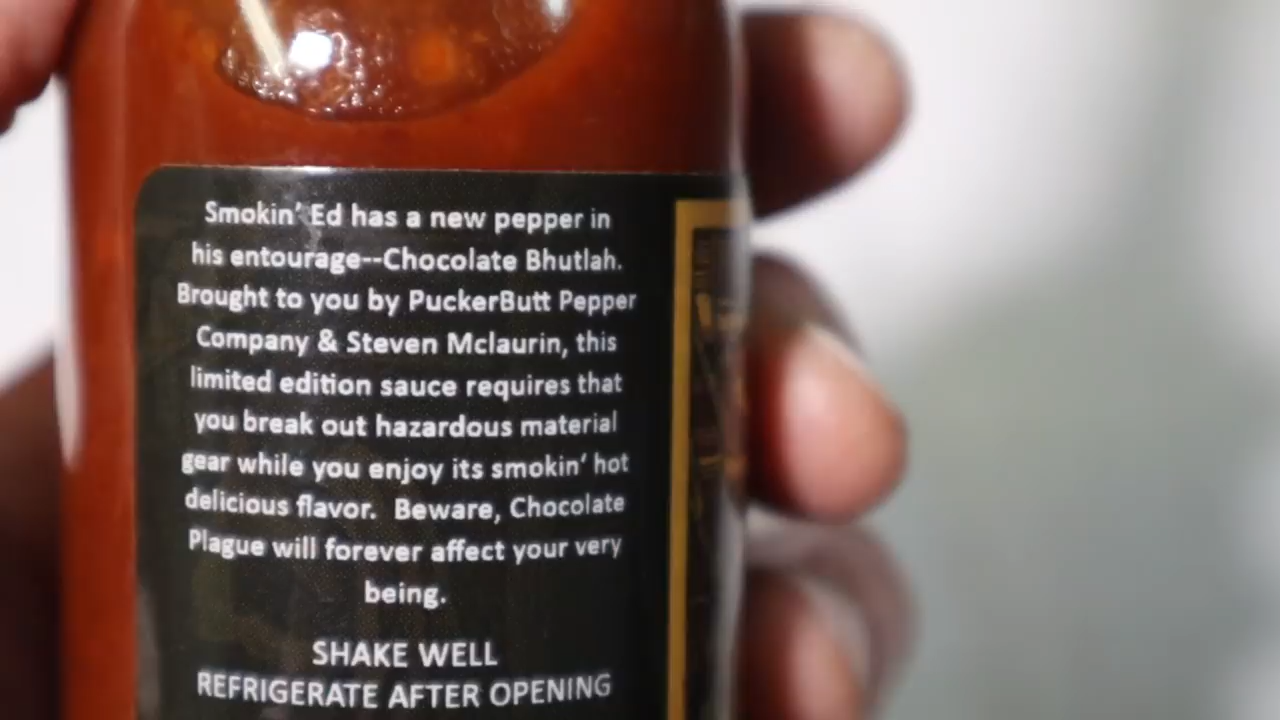 Smokin' Ed has a new pepper in
his entourage--Chocolate Bhutlah.
Brought to you by PuckerButt Pepper
Company & Steven Mclaurin, this
limited edition sauce requires that
you break out hazardous material
gear while you enjoy its smokin' hot
delicious flavor.  Beware, Chocolate
Plague will forever affect your very
being.
SHAKE WELL
REFRIGERATE AFTER OPENING